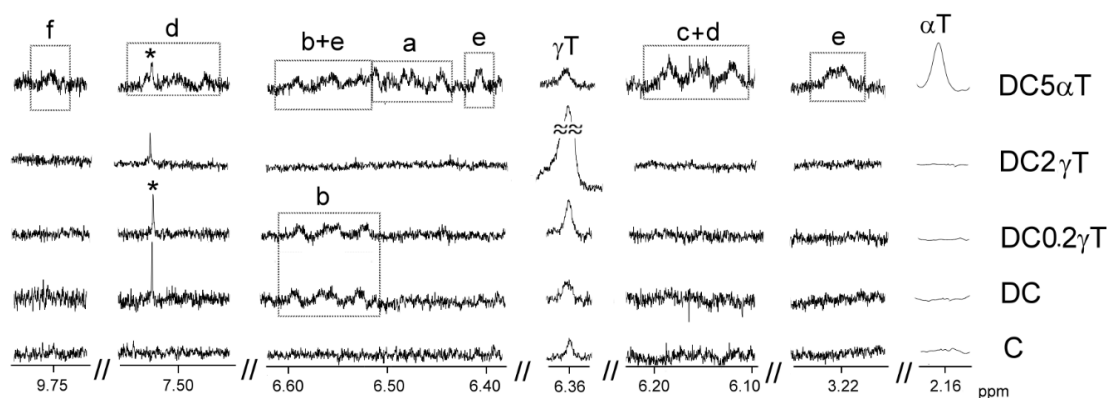 f d b+e a e γT c+d e αT
* DC5αT
≈≈ DC2γT
* b DC0.2γT
DC
C
9.75 // 7.50 // 6.60 6.50 6.40 // 6.36 // 6.20 6.10 // 3.22 // 2.16 ppm